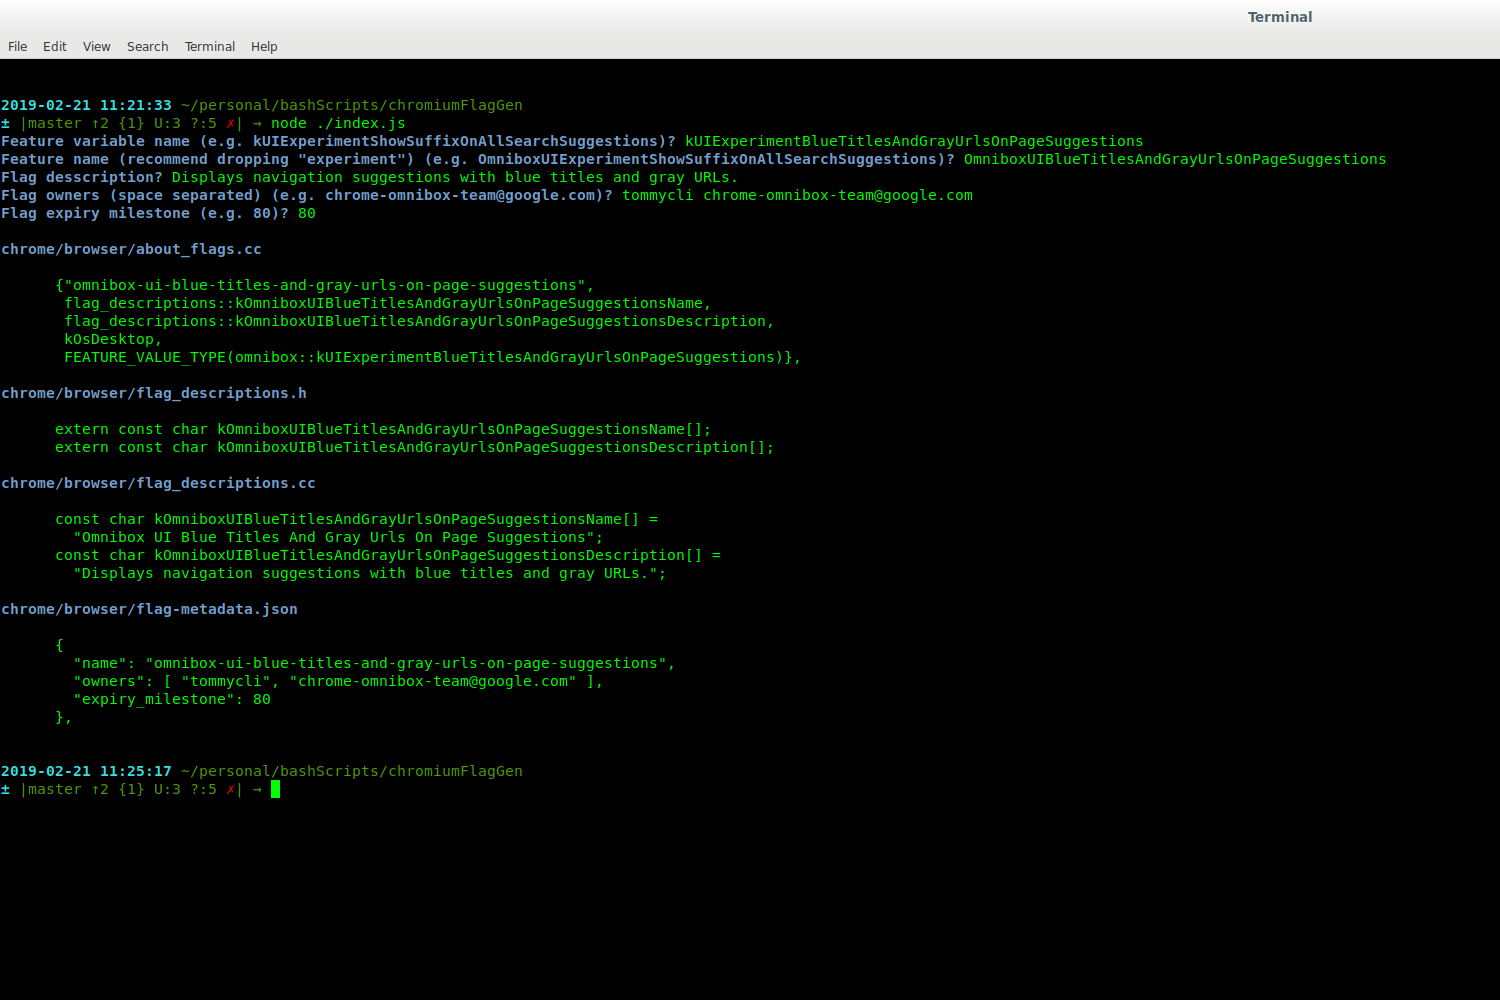 Terminal
File Edit View Search Terminal Help
2019-02-21 11:21:33 ~/personal/bashScripts/chromiumFlagGen
± |master ↑2 {1} U:3 ?:5 ✗| → node ./index.js
Feature variable name (e.g. kUIExperimentShowSuffixOnAllSearchSuggestions)? kUIExperimentBlueTitlesAndGrayUrlsOnPageSuggestions
Feature name (recommend dropping "experiment") (e.g. OmniboxUIExperimentShowSuffixOnAllSearchSuggestions)? OmniboxUIBlueTitlesAndGrayUrlsOnPageSuggestions
Flag desscription? Displays navigation suggestions with blue titles and gray URLs.
Flag owners (space separated) (e.g. chrome-omnibox-team@google.com)? tommycli chrome-omnibox-team@google.com
Flag expiry milestone (e.g. 80)? 80
chrome/browser/about_flags.cc
{"omnibox-ui-blue-titles-and-gray-urls-on-page-suggestions",
flag_descriptions::kOmniboxUIBlueTitlesAndGrayUrlsOnPageSuggestionsName,
flag_descriptions::kOmniboxUIBlueTitlesAndGrayUrlsOnPageSuggestionsDescription,
kOsDesktop,
FEATURE_VALUE_TYPE(omnibox::kUIExperimentBlueTitlesAndGrayUrlsOnPageSuggestions)},
chrome/browser/flag_descriptions.h
extern const char kOmniboxUIBlueTitlesAndGrayUrlsOnPageSuggestionsName[];
extern const char kOmniboxUIBlueTitlesAndGrayUrlsOnPageSuggestionsDescription[];
chrome/browser/flag_descriptions.cc
const char kOmniboxUIBlueTitlesAndGrayUrlsOnPageSuggestionsName[] =
"Omnibox UI Blue Titles And Gray Urls On Page Suggestions";
const char kOmniboxUIBlueTitlesAndGrayUrlsOnPageSuggestionsDescription[] =
"Displays navigation suggestions with blue titles and gray URLs.";
chrome/browser/flag-metadata.json
{
"name": "omnibox-ui-blue-titles-and-gray-urls-on-page-suggestions",
"owners": [ "tommycli", "chrome-omnibox-team@google.com" ],
"expiry_milestone": 80
},
2019-02-21 11:25:17 ~/personal/bashScripts/chromiumFlagGen
± |master ↑2 {1} U:3 ?:5 ✗| →